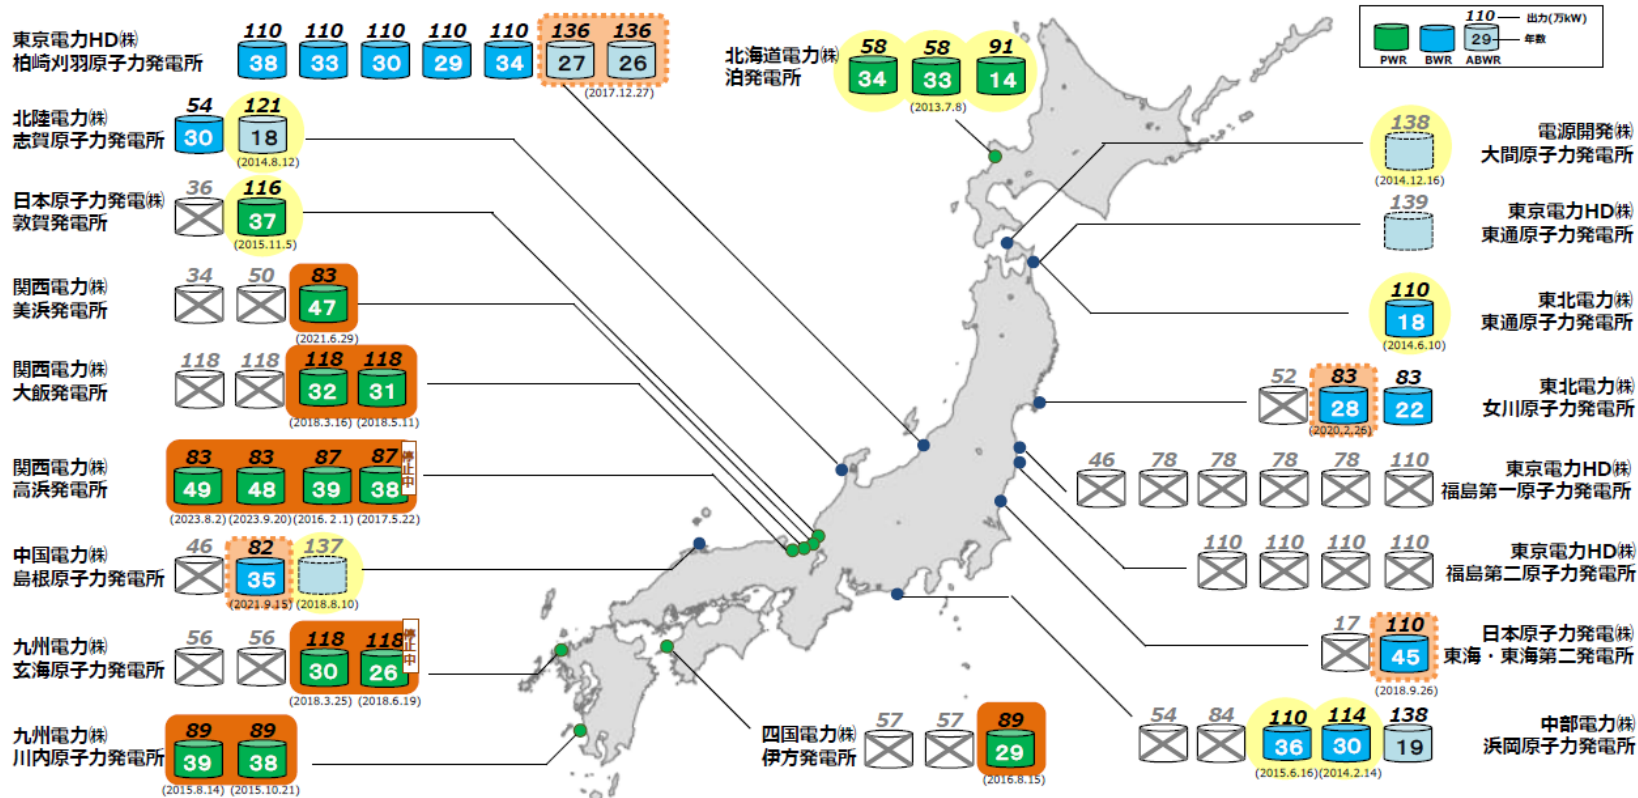 東京電力HD㈱
柏崎刈羽原子力発電所
110 110 110 110 110 136 136
38 33 30 29 34 27 26
(2017.12.27)
北陸電力㈱
志賀原子力発電所
54 121
30 18
(2014.8.12)
日本原子力発電㈱
敦賀発電所
36 116
37
(2015.11.5)
関西電力㈱
美浜発電所
34 50 83
47
(2021.6.29)
関西電力㈱
大飯発電所
118 118 118 118
32 31
(2018.3.16) (2018.5.11)
関西電力㈱
高浜発電所
83 83 87 87
停止中
49 48 39 38
(2023.8.2) (2023.9.20) (2016.2.1) (2017.5.22)
中国電力㈱
島根原子力発電所
46 82 137
35
(2021.9.15) (2018.8.10)
九州電力㈱
玄海原子力発電所
56 56 118 118
停止中
30 26
(2018.3.25) (2018.6.19)
九州電力㈱
川内原子力発電所
89 89
39 38
(2015.8.14) (2015.10.21)
北海道電力㈱
泊発電所
58 58 91
34 33 14
(2013.7.8)
110 出力(万kW)
29 年数
PWR BWR ABWR
138
電源開発㈱
大間原子力発電所
(2014.12.16)
139
東京電力HD㈱
東通原子力発電所
110
18
東北電力㈱
東通原子力発電所
(2014.6.10)
52 83 83
28 22
東北電力㈱
女川原子力発電所
(2020.2.26)
46 78 78 78 78 110
東京電力HD㈱
福島第一原子力発電所
110 110 110 110
東京電力HD㈱
福島第二原子力発電所
17 110
45
日本原子力発電㈱
東海・東海第二発電所
(2018.9.26)
54 84 110 114 138
36 30 19
中部電力㈱
浜岡原子力発電所
(2015.6.16) (2014.2.14)
四国電力㈱
伊方発電所
57 57 89
29
(2016.8.15)